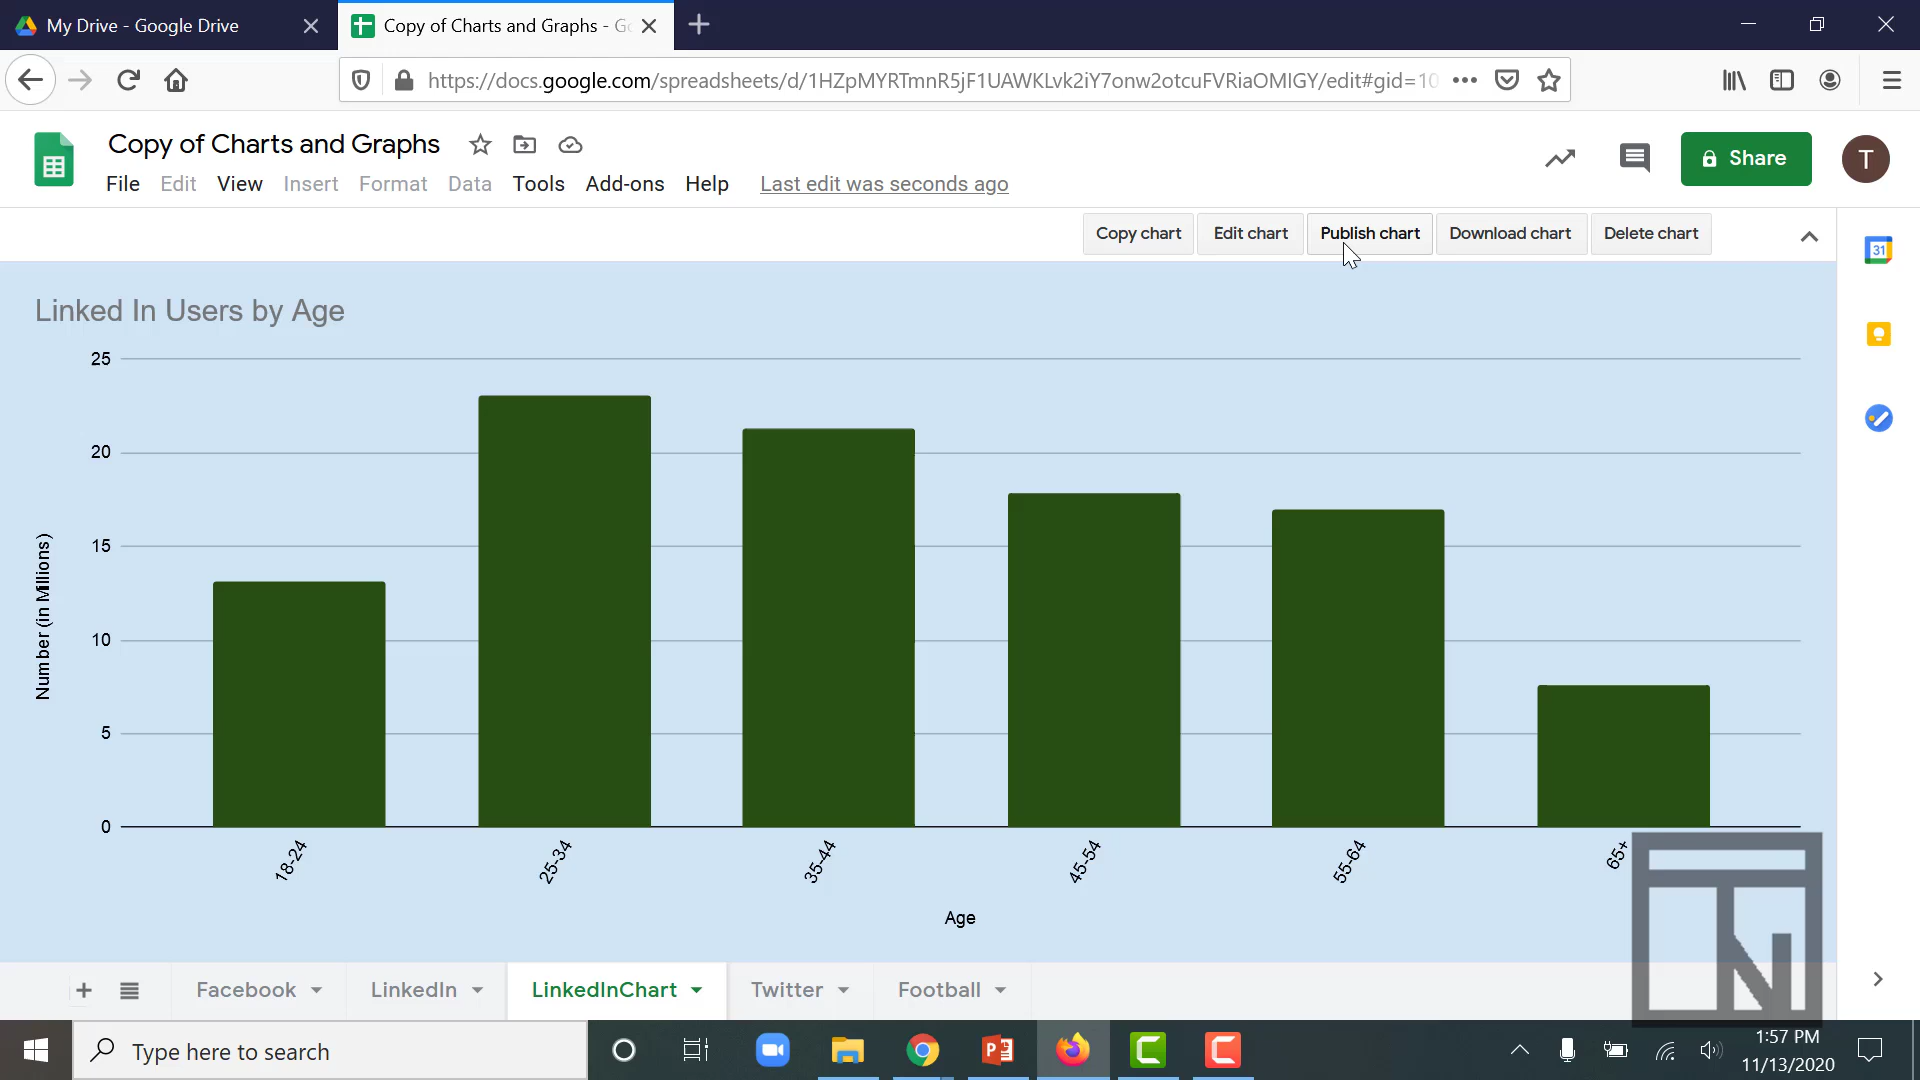 My Drive - Google Drive
Copy of Charts and Graphs - Go
https://docs.google.com/spreadsheets/d/1HZpMYRTmnR5jF1UAWKLvk2iY7onw2otcuFVRiaOMIGY/edit#gid=10
Copy of Charts and Graphs
Share
T
File Edit View Insert Format Data Tools Add-ons Help Last edit was seconds ago
Copy chart Edit chart Publish chart Download chart Delete chart
31
Linked In Users by Age
25
20
15
10
5
0
Number (in Millions)
18-24 25-34 35-44 45-54 55-64 65+
Age
Facebook LinkedIn LinkedInChart Twitter Football
TN
Type here to search
1:57 PM
11/13/2020